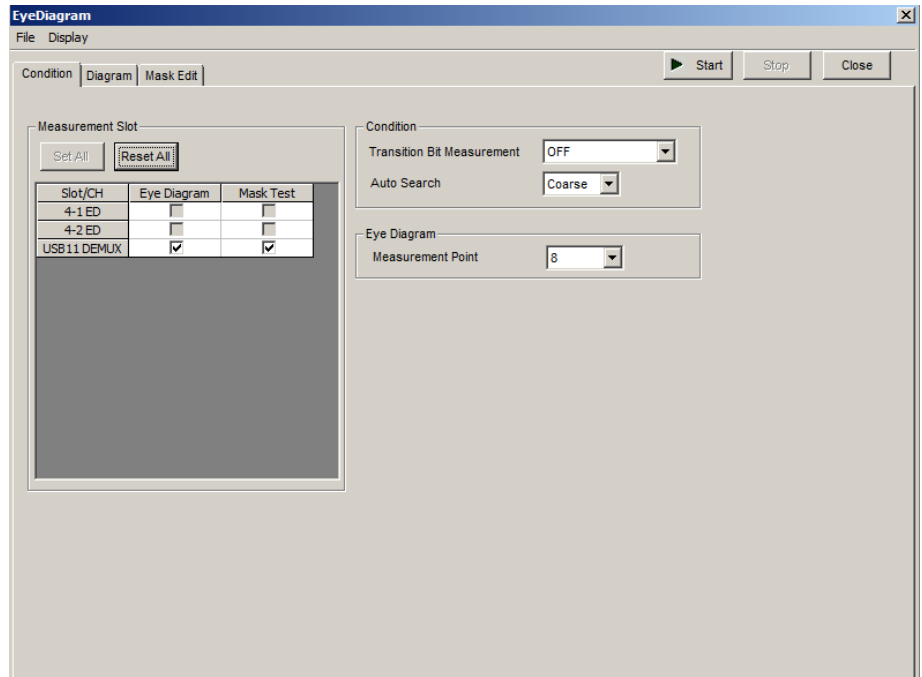 EyeDiagram
File Display
Start Stop Close
Condition Diagram Mask Edit
Measurement Slot
Set All Reset All
Slot/CH Eye Diagram Mask Test
4-1 ED
4-2 ED
USB11 DEMUX
Condition
Transition Bit Measurement OFF
Auto Search Coarse
Eye Diagram
Measurement Point 8